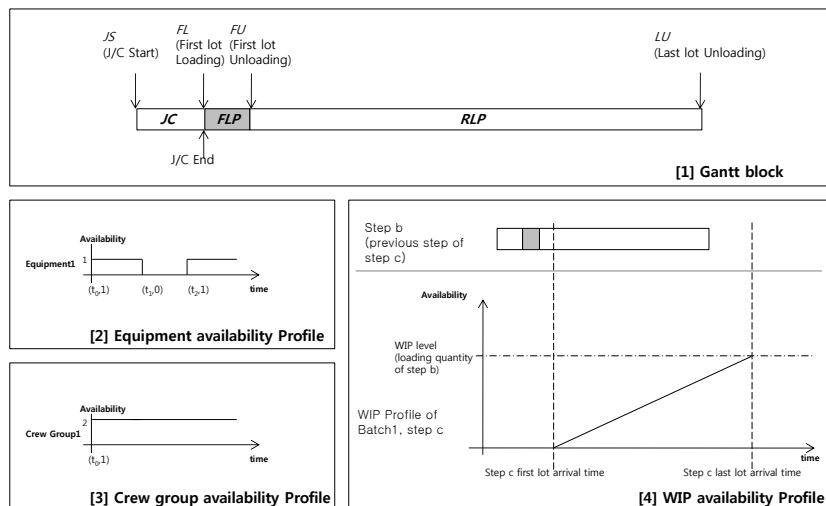 JS
(J/C Start)
FL
(First lot
Loading)
FU
(First lot
Unloading)
LU
(Last lot Unloading)
JC
FLP
RLP
J/C End
[1] Gantt block
Availability
Equipment1
1
(t0,1)
(t1,0)
(t2,1)
time
[2] Equipment availability Profile
Availability
Crew Group1
2
(t0,1)
time
[3] Crew group availability Profile
Step b
(previous step of
step c)
Availability
WIP level
(loading quantity
of step b)
WIP Profile of
Batch1, step c
time
Step c first lot arrival time
Step c last lot arrival time
[4] WIP availability Profile